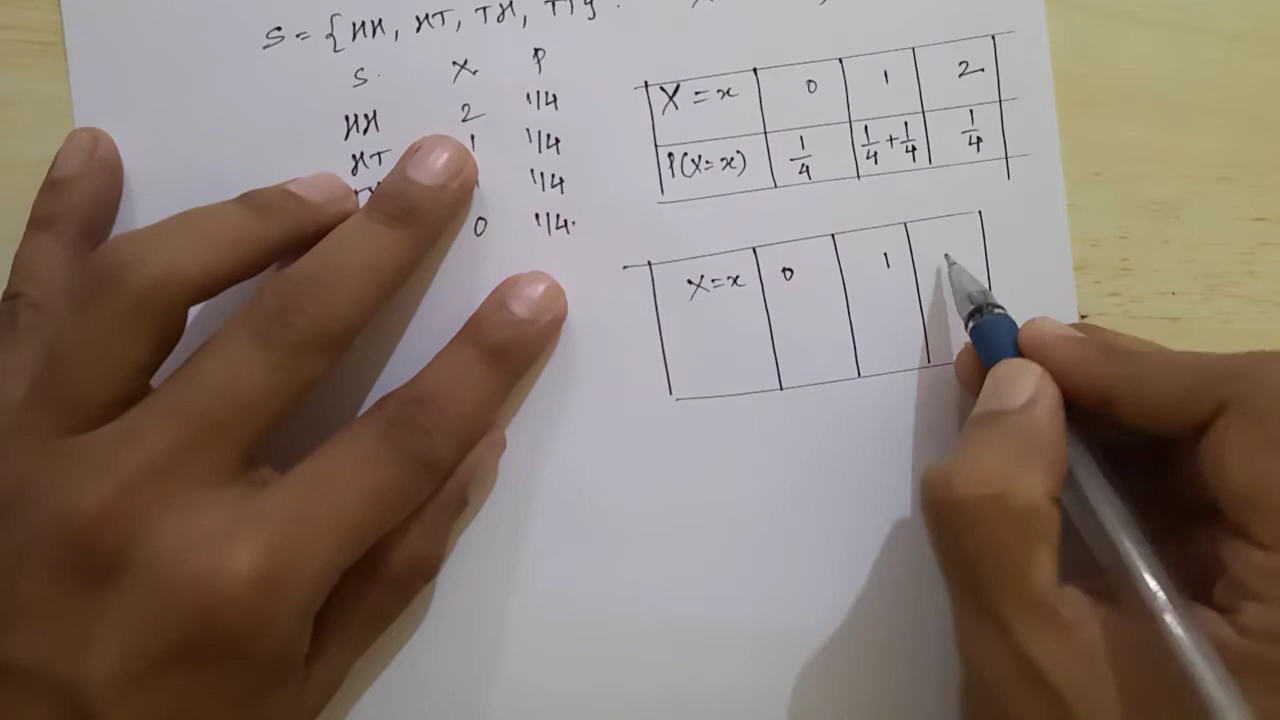 S = {HH, HT, TH, TT}
S. X P
HH 2 1/4
HT 1 1/4
1/4
0 1/4.
X = x 0 1 2
P(X=x) 1/4 1/4+1/4 1/4
X=x 0 1